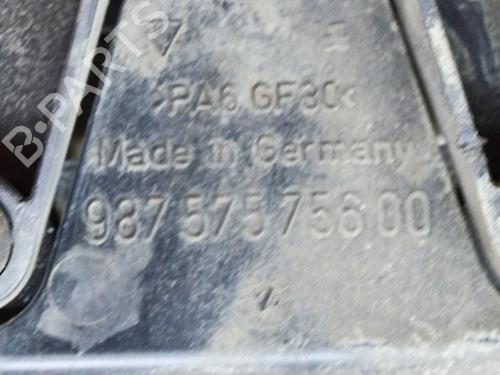 >PA6 GF30<
Made in Germany
987 575 756 00
B-PARTS